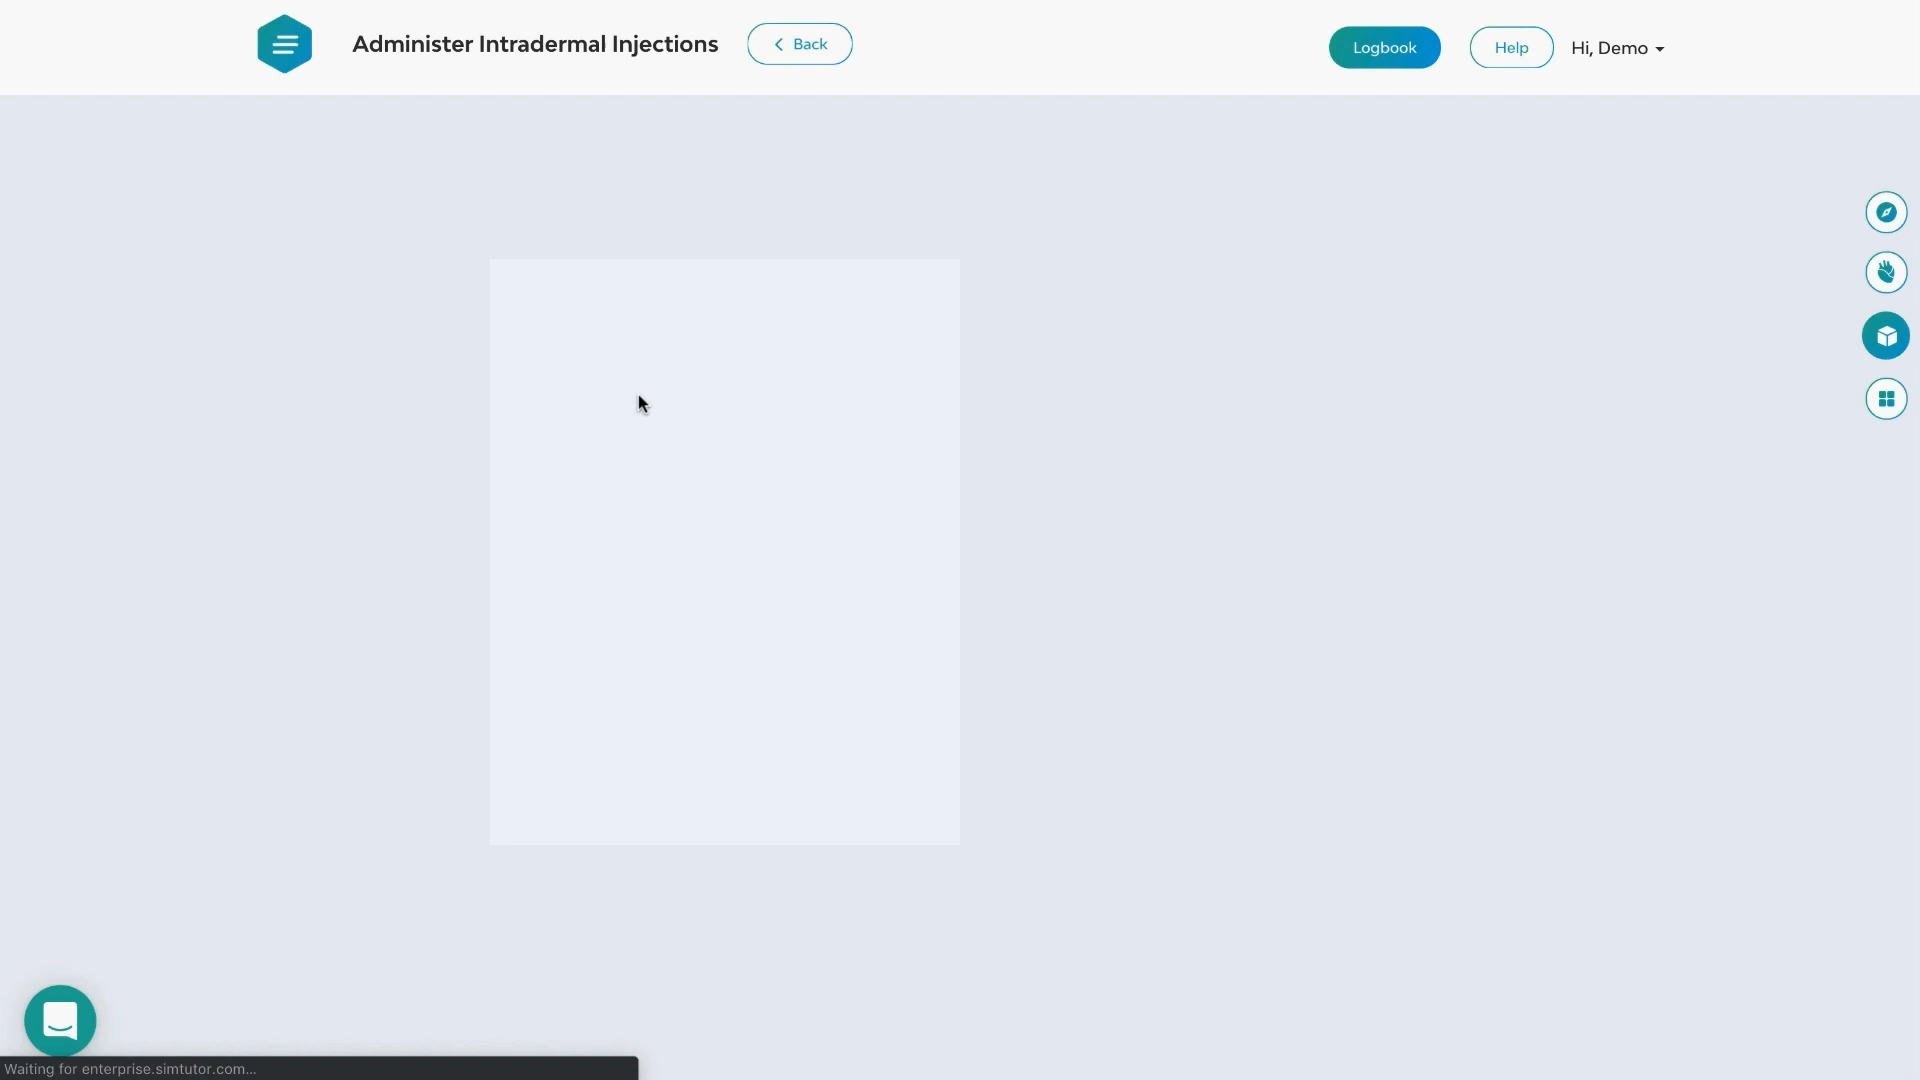 Administer Intradermal Injections
Back
Logbook
Help
Hi, Demo
Waiting for enterprise.simtutor.com...